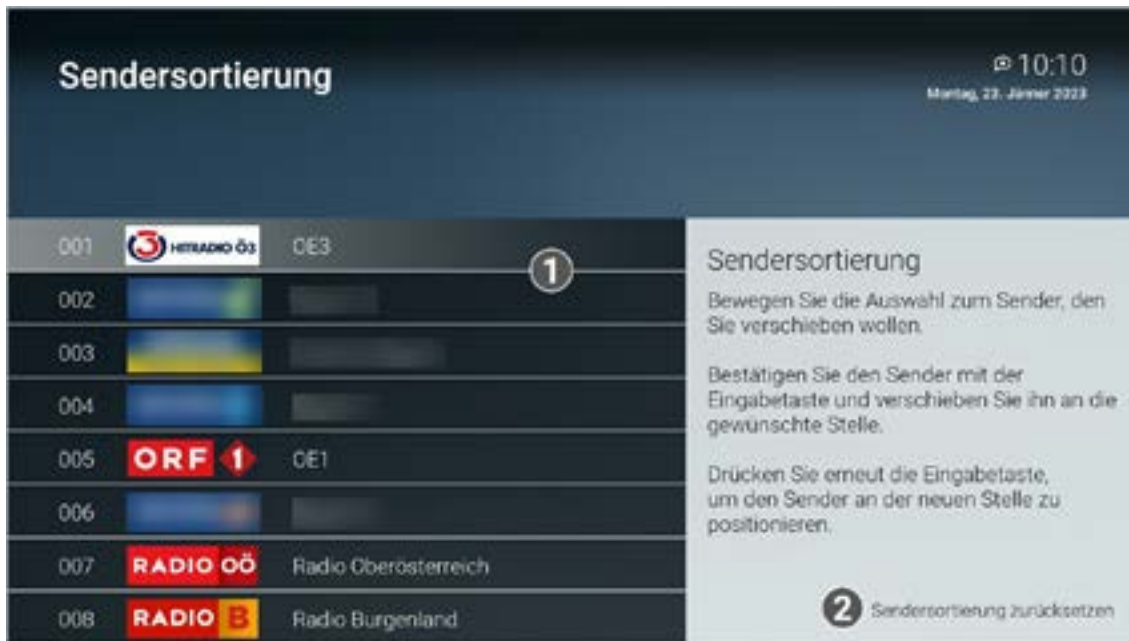 Sendersortierung
10:10
Montag, 23. Jänner 2023
001 3 HITRADIO Ö3 OE3
1
002
003
004
005 ORF 1 OE1
006
007 RADIO OÖ Radio Oberösterreich
008 RADIO B Radio Burgenland
Sendersortierung
Bewegen Sie die Auswahl zum Sender, den
Sie verschieben wollen.
Bestätigen Sie den Sender mit der
Eingabetaste und verschieben Sie ihn an die
gewünschte Stelle.
Drücken Sie erneut die Eingabetaste,
um den Sender an der neuen Stelle zu
positionieren.
2 Sendersortierung zurücksetzen